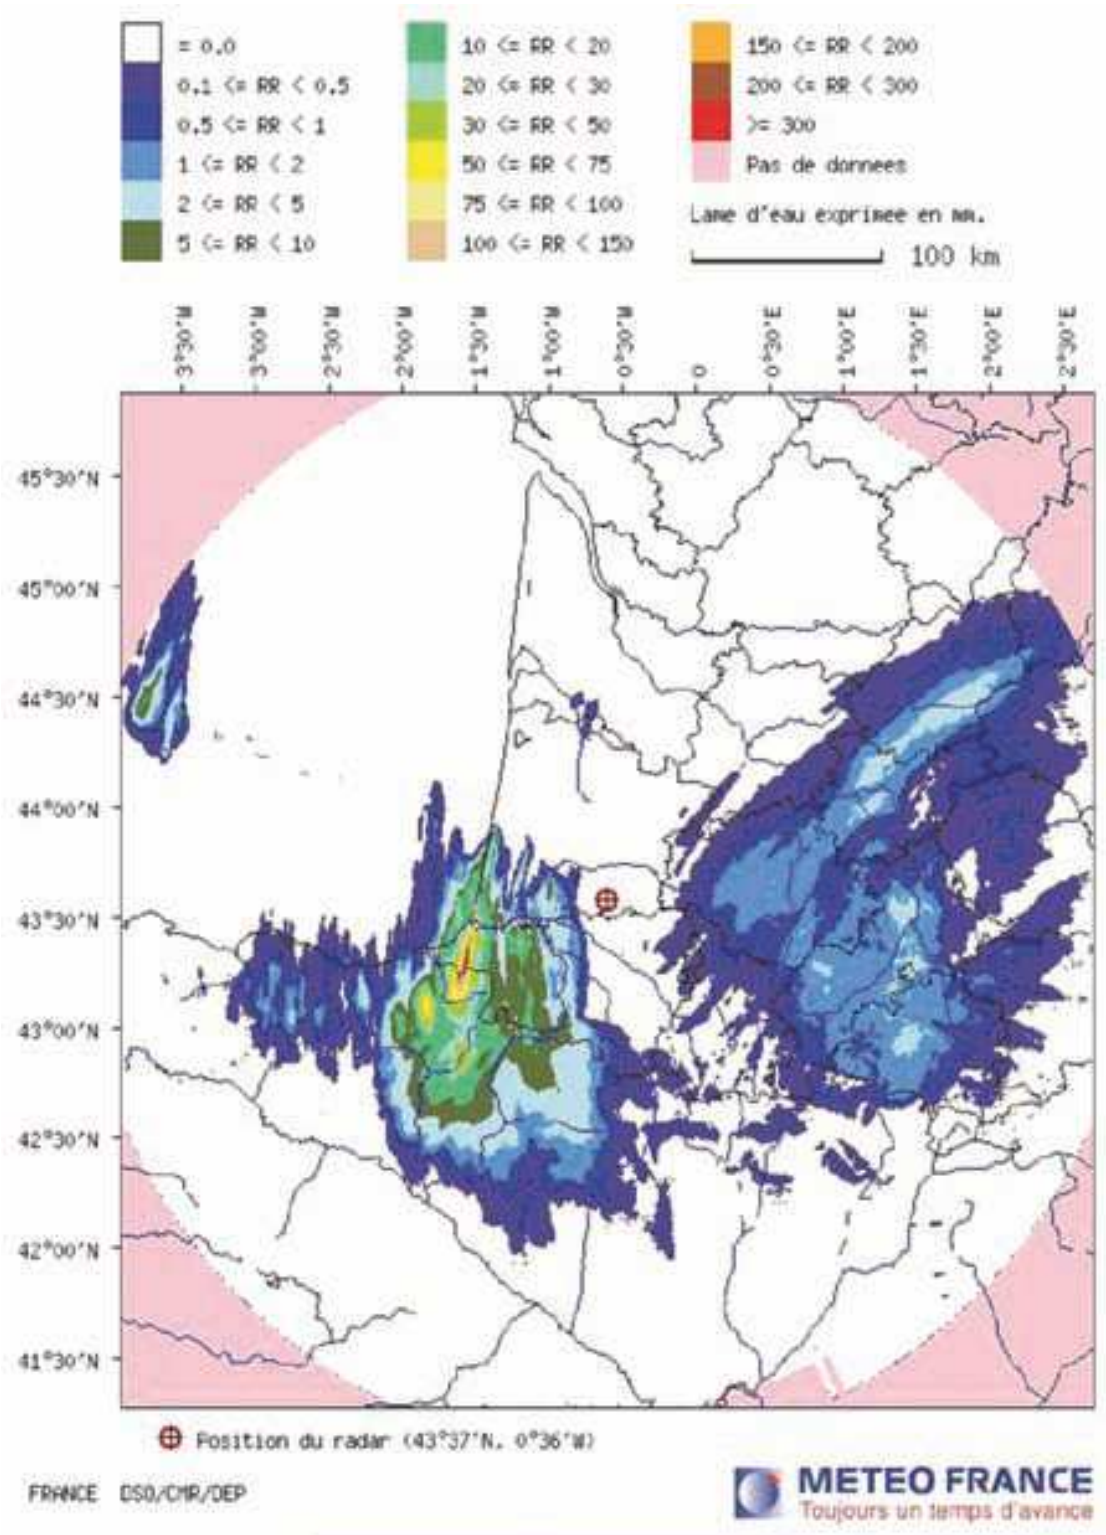 = 0.0
0.1 <= RR < 0.5
0.5 <= RR < 1
1 <= RR < 2
2 <= RR < 5
5 <= RR < 10
10 <= RR < 20
20 <= RR < 30
30 <= RR < 50
50 <= RR < 75
75 <= RR < 100
100 <= RR < 150
150 <= RR < 200
200 <= RR < 300
>= 300
Pas de donnees
Lame d'eau exprimee en mm.
100 km
3°30'W
3°00'W
2°30'W
2°00'W
1°30'W
1°00'W
0°30'W
0
0°30'E
1°00'E
1°30'E
2°00'E
2°30'E
45°30'N
45°00'N
44°30'N
44°00'N
43°30'N
43°00'N
42°30'N
42°00'N
41°30'N
Position du radar (43°37'N, 0°36'W)
FRANCE DSO/CMR/DEP
METEO FRANCE
Toujours un temps d'avance